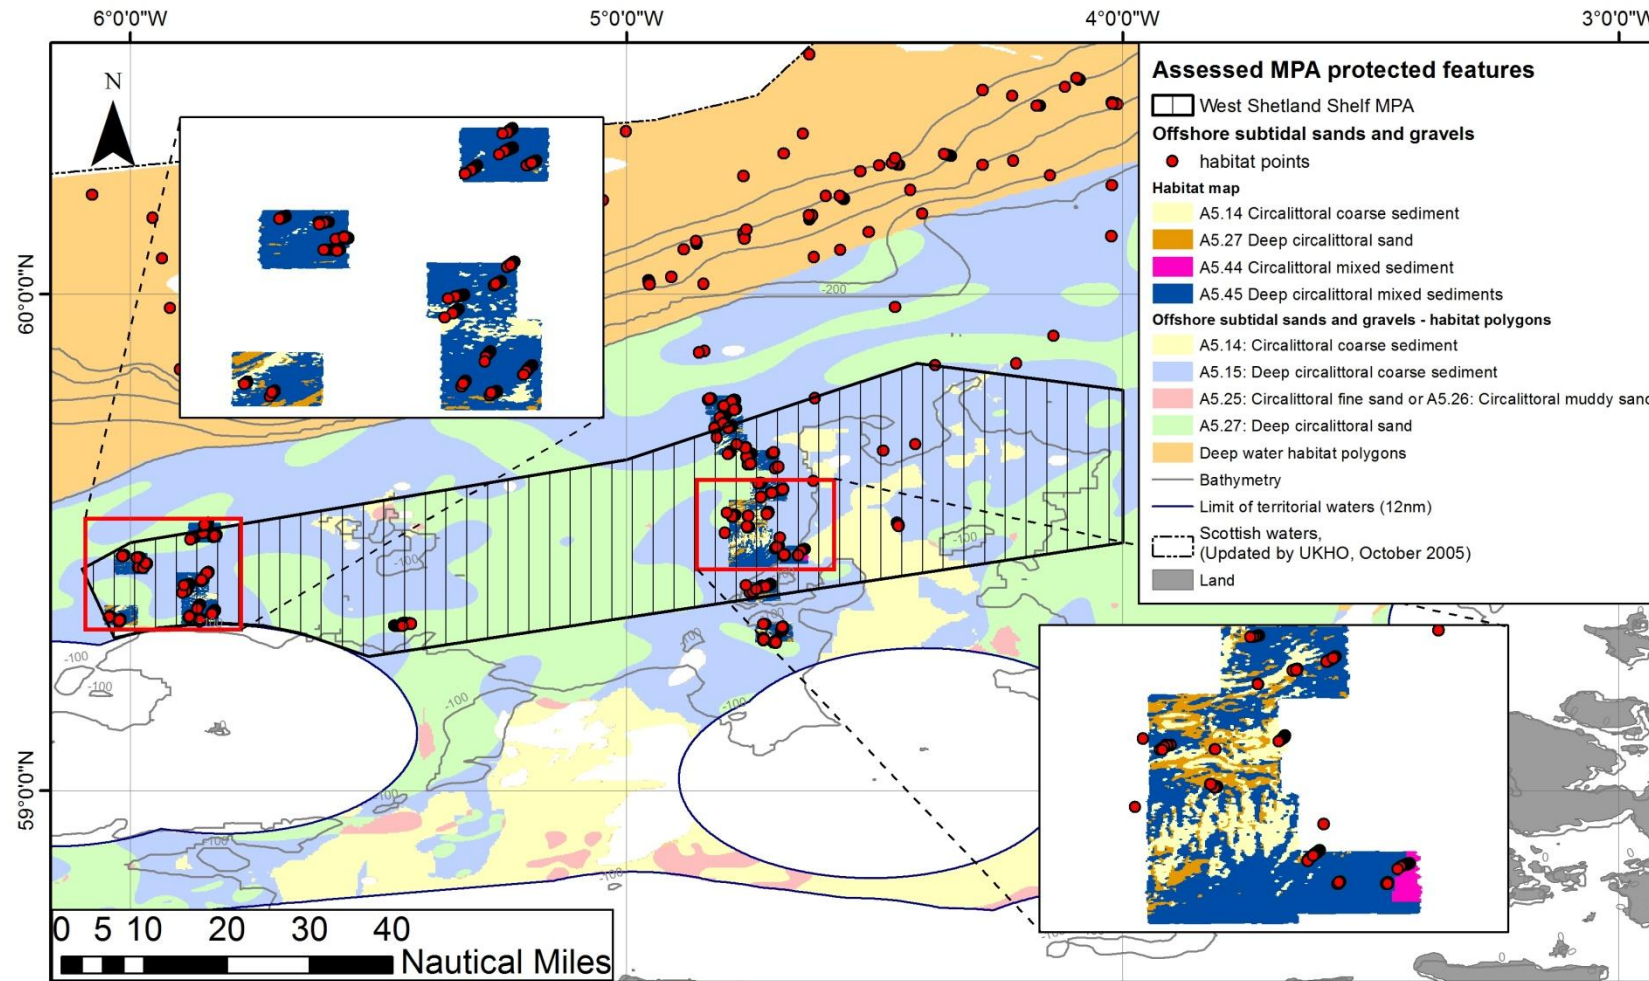 6°0'0"W
5°0'0"W
4°0'0"W
3°0'0"W
N
60°0'0"N
59°0'0"N
Assessed MPA protected features
West Shetland Shelf MPA
Offshore subtidal sands and gravels
habitat points
Habitat map
A5.14 Circalittoral coarse sediment
A5.27 Deep circalittoral sand
A5.44 Circalittoral mixed sediment
A5.45 Deep circalittoral mixed sediments
Offshore subtidal sands and gravels - habitat polygons
A5.14: Circalittoral coarse sediment
A5.15: Deep circalittoral coarse sediment
A5.25: Circalittoral fine sand or A5.26: Circalittoral muddy sand
A5.27: Deep circalittoral sand
Deep water habitat polygons
Bathymetry
Limit of territorial waters (12nm)
Scottish waters,
(Updated by UKHO, October 2005)
Land
-200
-100
-100
-100
-100
-100
-100
-100
-100
-100
-100
-100
0 5 10 20 30 40
Nautical Miles